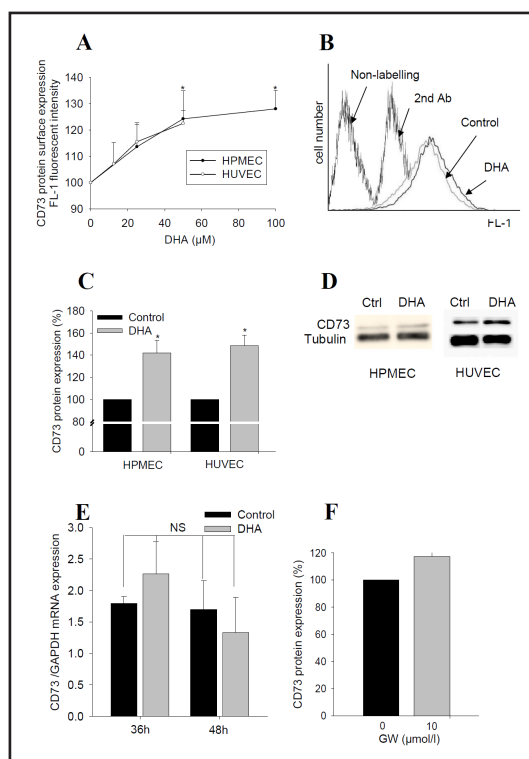 A
CD73 protein surface expression
FL-1 fluorescent intensity
140
130
120
110
100
90
*
*
HPMEC
HUVEC
0
20
40
60
80
100
DHA (µM)
B
cell number
Non-labelling
2nd Ab
Control
DHA
FL-1
C
CD73 protein expression (%)
Control
DHA
200
180
160
140
120
100
80
0
*
*
HPMEC
HUVEC
D
Ctrl DHA
Ctrl DHA
CD73
Tubulin
HPMEC
HUVEC
E
CD73 /GAPDH mRNA expression
Control
DHA
NS
3.0
2.5
2.0
1.5
1.0
0.5
0.0
36h
48h
F
CD73 protein expression (%)
120
100
80
60
40
20
0
0
10
GW (µmol/l)